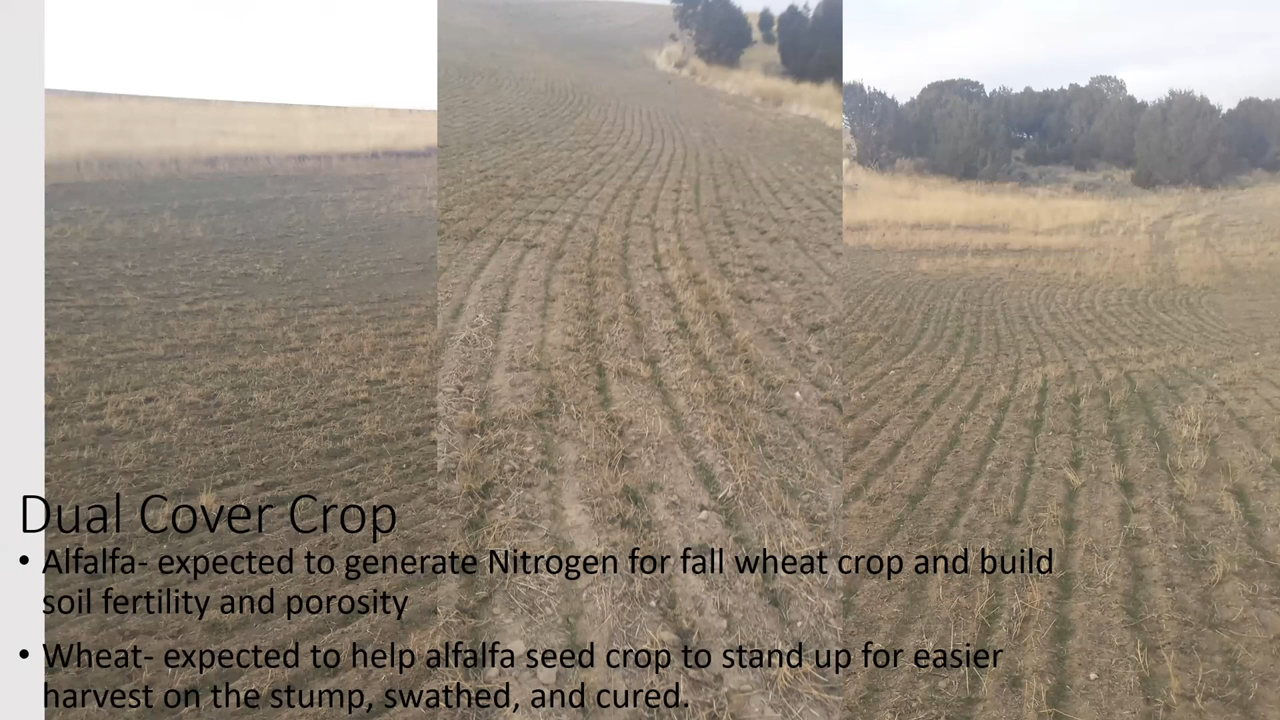 Dual Cover Crop
• Alfalfa- expected to generate Nitrogen for fall wheat crop and build
soil fertility and porosity
• Wheat- expected to help alfalfa seed crop to stand up for easier
harvest on the stump, swathed, and cured.